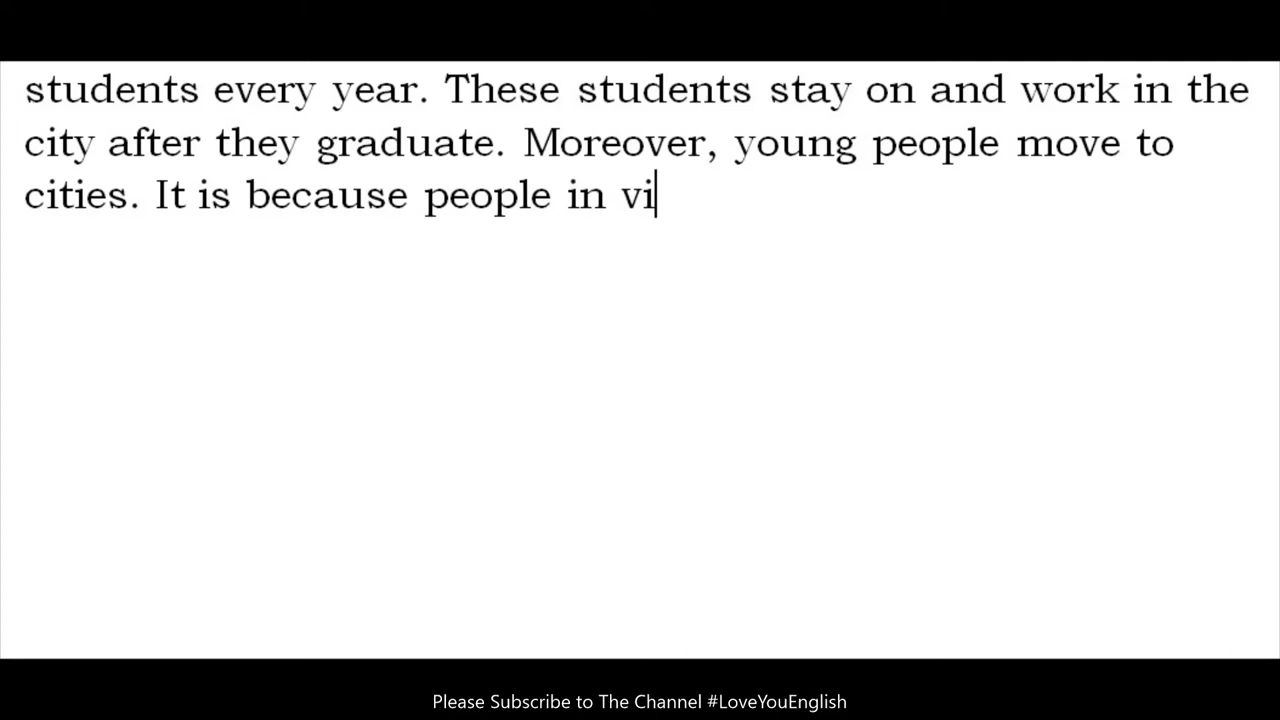 students every year. These students stay on and work in the
city after they graduate. Moreover, young people move to
cities. It is because people in vi
Please Subscribe to The Channel #LoveYouEnglish